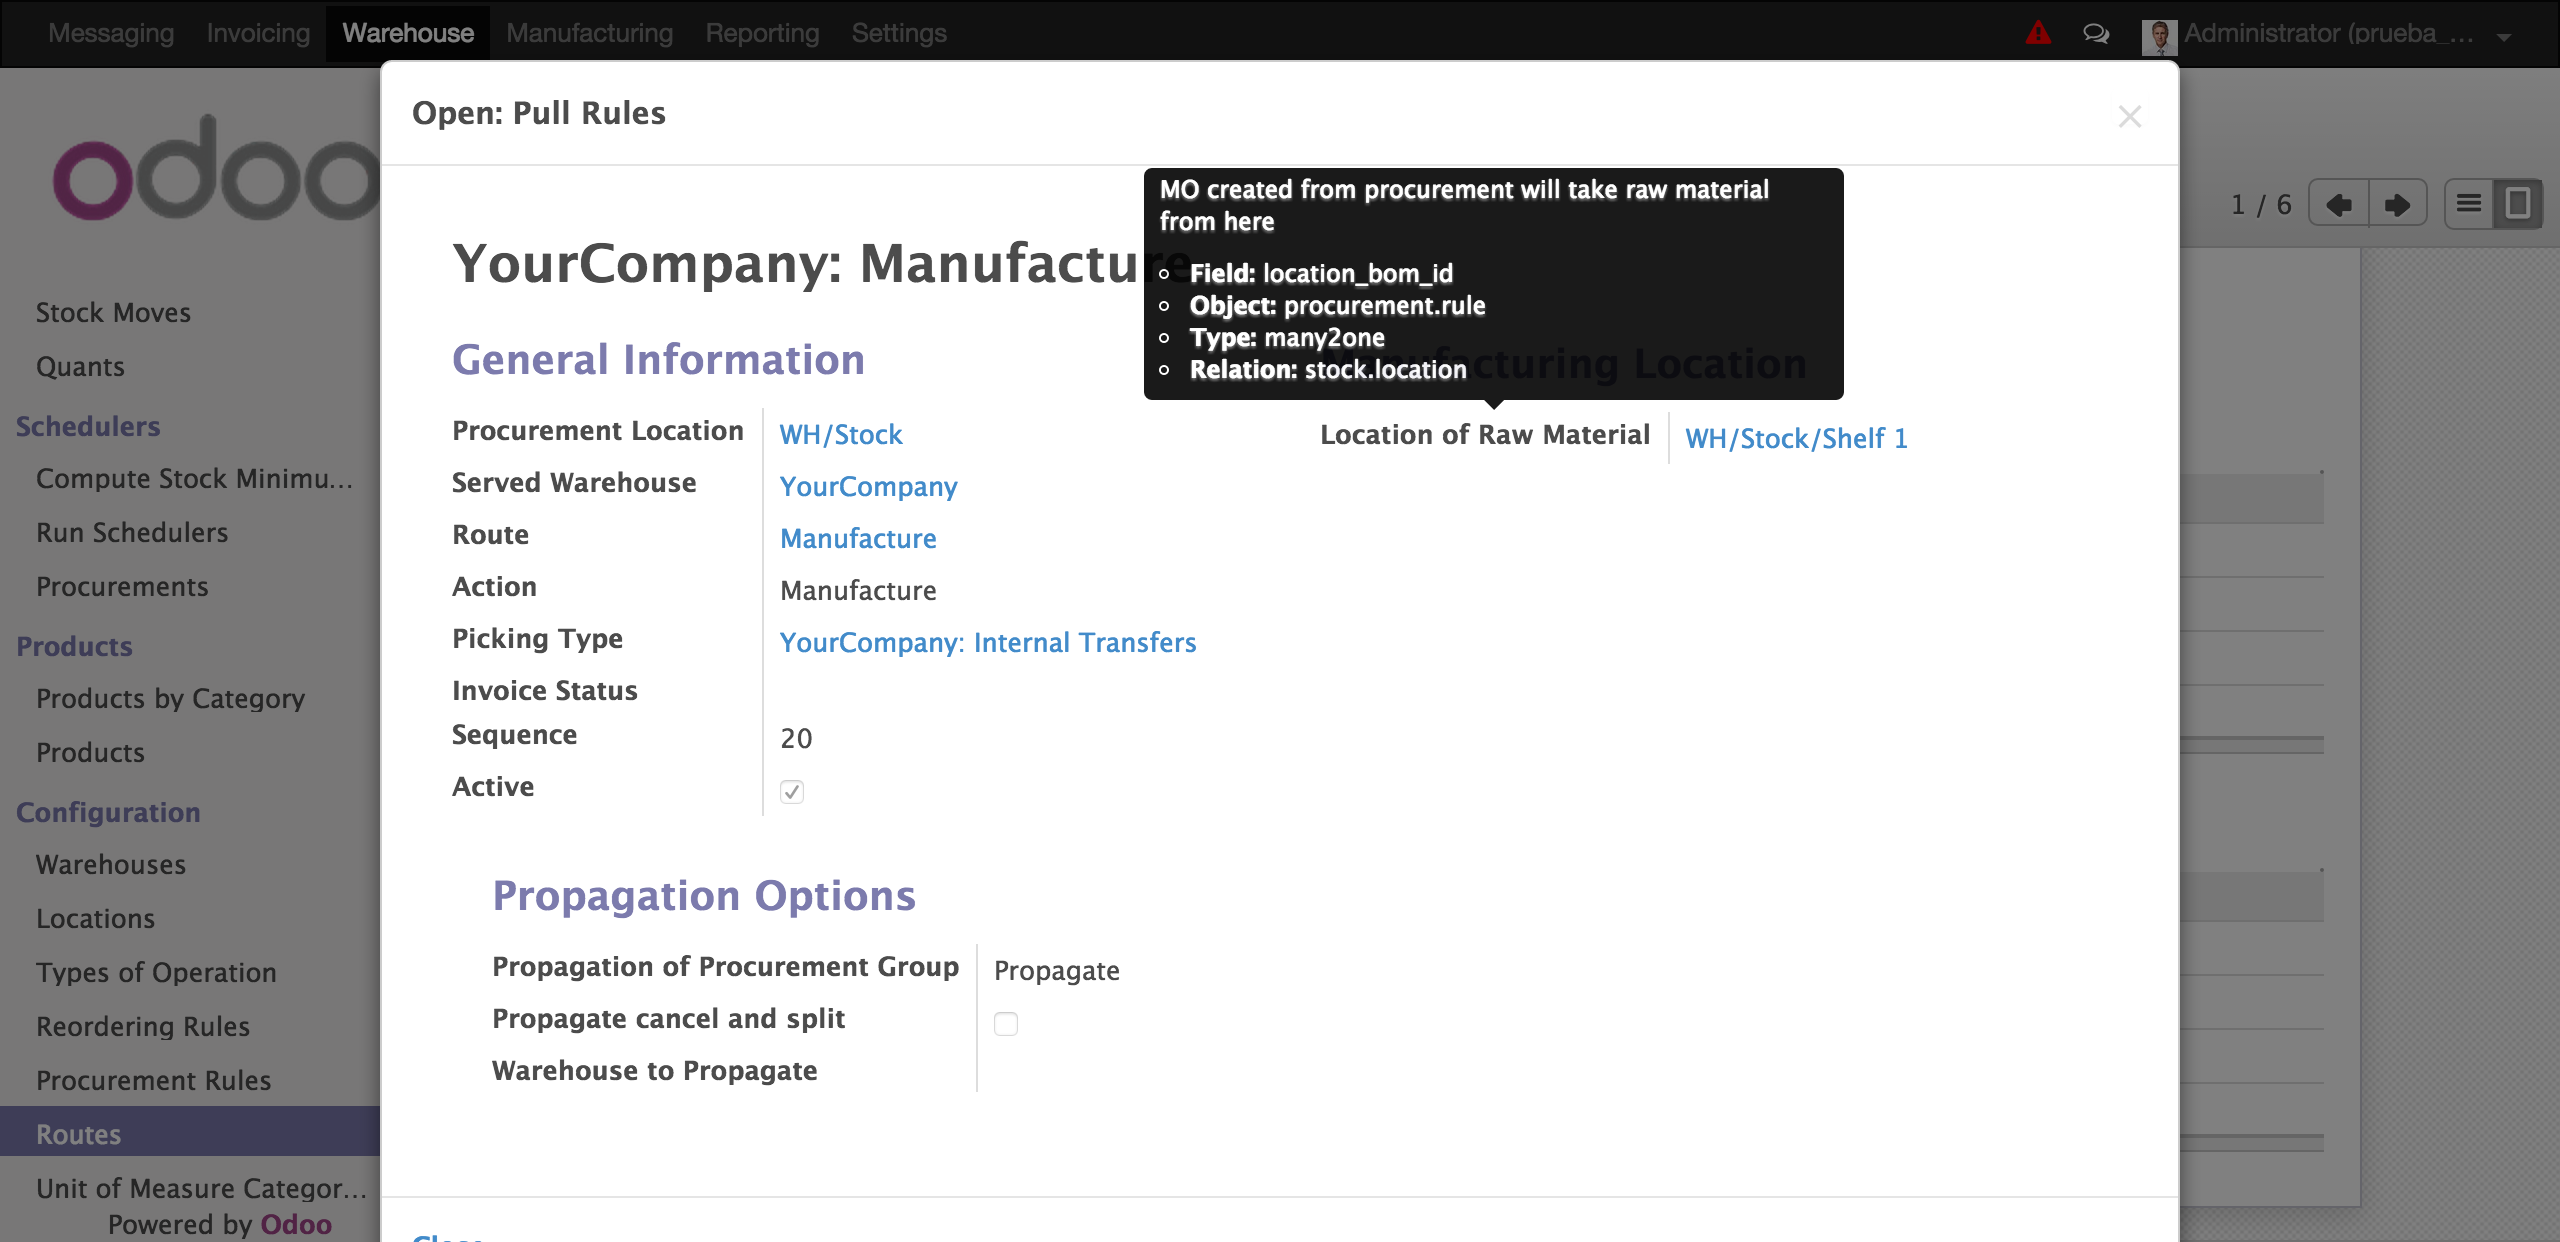 Messaging Invoicing Warehouse Manufacturing Reporting Settings Administrator (prueba_...
odoo
Stock Moves
Quants
Schedulers
Compute Stock Minimu...
Run Schedulers
Procurements
Products
Products by Category
Products
Configuration
Warehouses
Locations
Types of Operation
Reordering Rules
Procurement Rules
Routes
Unit of Measure Categor...
Powered by Odoo
1 / 6
Open: Pull Rules
×
YourCompany: Manufacture
MO created from procurement will take raw material
from here
Field: location_bom_id
Object: procurement.rule
Type: many2one
Relation: stock.location
General Information
Procurement Location WH/Stock
Served Warehouse YourCompany
Route Manufacture
Action Manufacture
Picking Type YourCompany: Internal Transfers
Invoice Status
Sequence 20
Active
Manufacturing Location
Location of Raw Material WH/Stock/Shelf 1
Propagation Options
Propagation of Procurement Group Propagate
Propagate cancel and split
Warehouse to Propagate